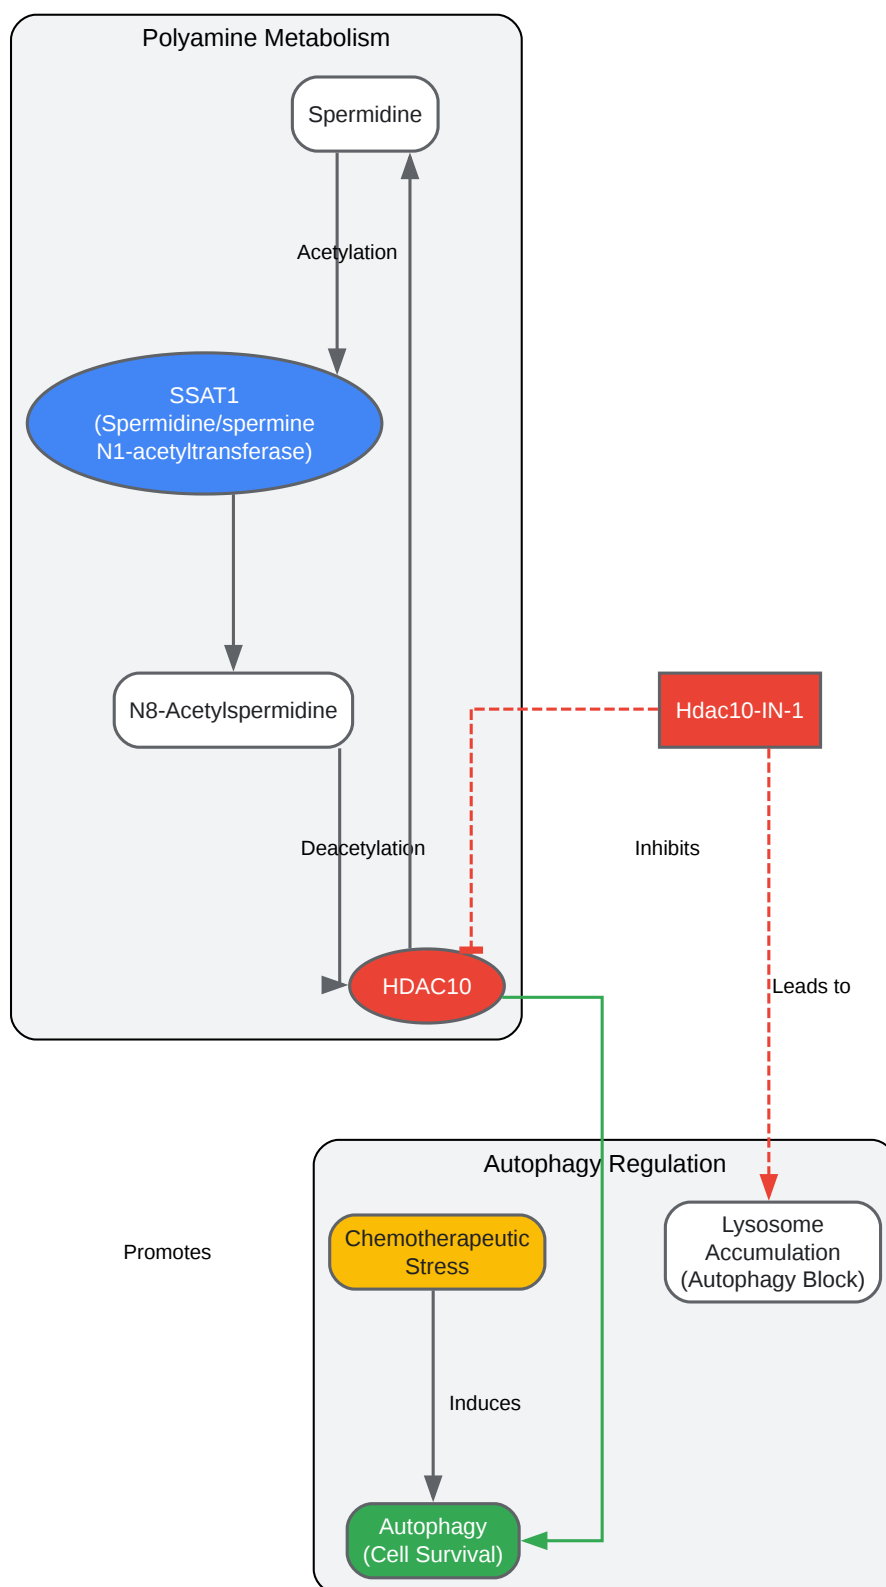 Polyamine Metabolism
Spermidine
Acetylation
SSAT1
(Spermidine/spermine
N1-acetyltransferase)
N8-Acetylspermidine
Hdac10-IN-1
Deacetylation
Inhibits
HDAC10
Leads to
Autophagy Regulation
Chemotherapeutic
Stress
Lysosome
Accumulation
(Autophagy Block)
Promotes
Induces
Autophagy
(Cell Survival)